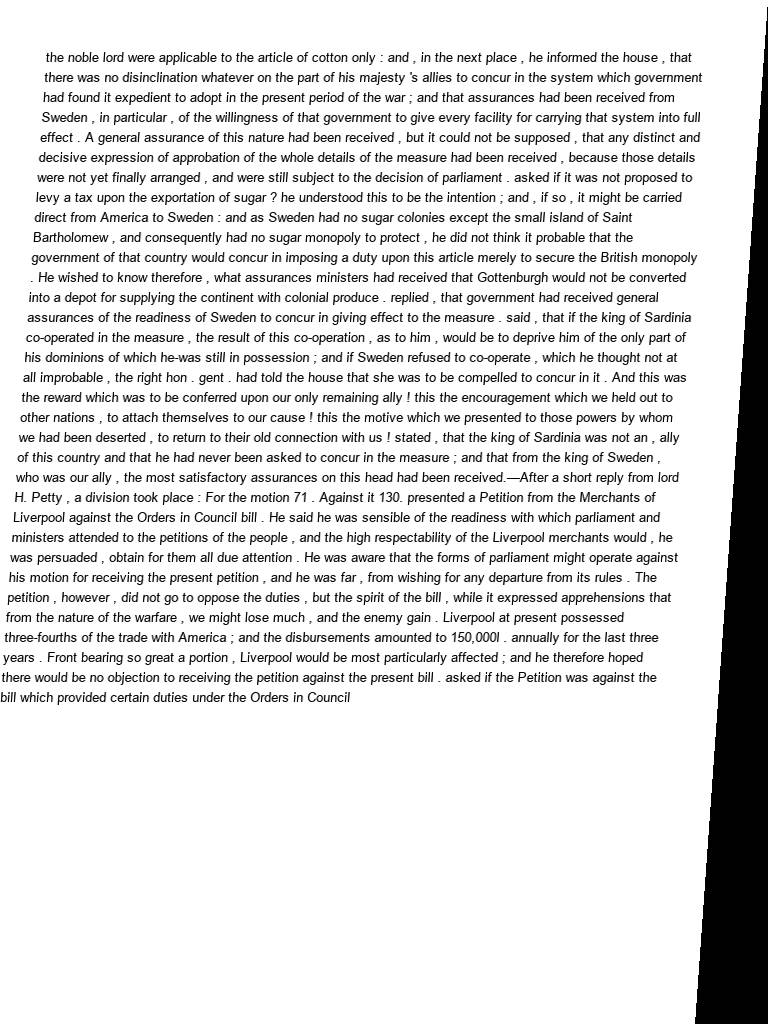 the noble lord were applicable to the article of cotton only : and , in the next place , he informed the house , that
there was no disinclination whatever on the part of his majesty 's allies to concur in the system which government
had found it expedient to adopt in the present period of the war ; and that assurances had been received from
Sweden , in particular , of the willingness of that government to give every facility for carrying that system into full
effect . A general assurance of this nature had been received , but it could not be supposed , that any distinct and
decisive expression of approbation of the whole details of the measure had been received , because those details
were not yet finally arranged , and were still subject to the decision of parliament . asked if it was not proposed to
levy a tax upon the exportation of sugar ? he understood this to be the intention ; and , if so , it might be carried
direct from America to Sweden : and as Sweden had no sugar colonies except the small island of Saint
Bartholomew , and consequently had no sugar monopoly to protect , he did not think it probable that the
government of that country would concur in imposing a duty upon this article merely to secure the British monopoly
. He wished to know therefore , what assurances ministers had received that Gottenburgh would not be converted
into a depot for supplying the continent with colonial produce . replied , that government had received general
assurances of the readiness of Sweden to concur in giving effect to the measure . said , that if the king of Sardinia
co-operated in the measure , the result of this co-operation , as to him , would be to deprive him of the only part of
his dominions of which he-was still in possession ; and if Sweden refused to co-operate , which he thought not at
all improbable , the right hon . gent . had told the house that she was to be compelled to concur in it . And this was
the reward which was to be conferred upon our only remaining ally ! this the encouragement which we held out to
other nations , to attach themselves to our cause ! this the motive which we presented to those powers by whom
we had been deserted , to return to their old connection with us ! stated , that the king of Sardinia was not an , ally
of this country and that he had never been asked to concur in the measure ; and that from the king of Sweden ,
who was our ally , the most satisfactory assurances on this head had been received.—After a short reply from lord
H. Petty , a division took place : For the motion 71 . Against it 130. presented a Petition from the Merchants of
Liverpool against the Orders in Council bill . He said he was sensible of the readiness with which parliament and
ministers attended to the petitions of the people , and the high respectability of the Liverpool merchants would , he
was persuaded , obtain for them all due attention . He was aware that the forms of parliament might operate against
his motion for receiving the present petition , and he was far , from wishing for any departure from its rules . The
petition , however , did not go to oppose the duties , but the spirit of the bill , while it expressed apprehensions that
from the nature of the warfare , we might lose much , and the enemy gain . Liverpool at present possessed
three-fourths of the trade with America ; and the disbursements amounted to 150,000l . annually for the last three
years . Front bearing so great a portion , Liverpool would be most particularly affected ; and he therefore hoped
there would be no objection to receiving the petition against the present bill . asked if the Petition was against the
bill which provided certain duties under the Orders in Council